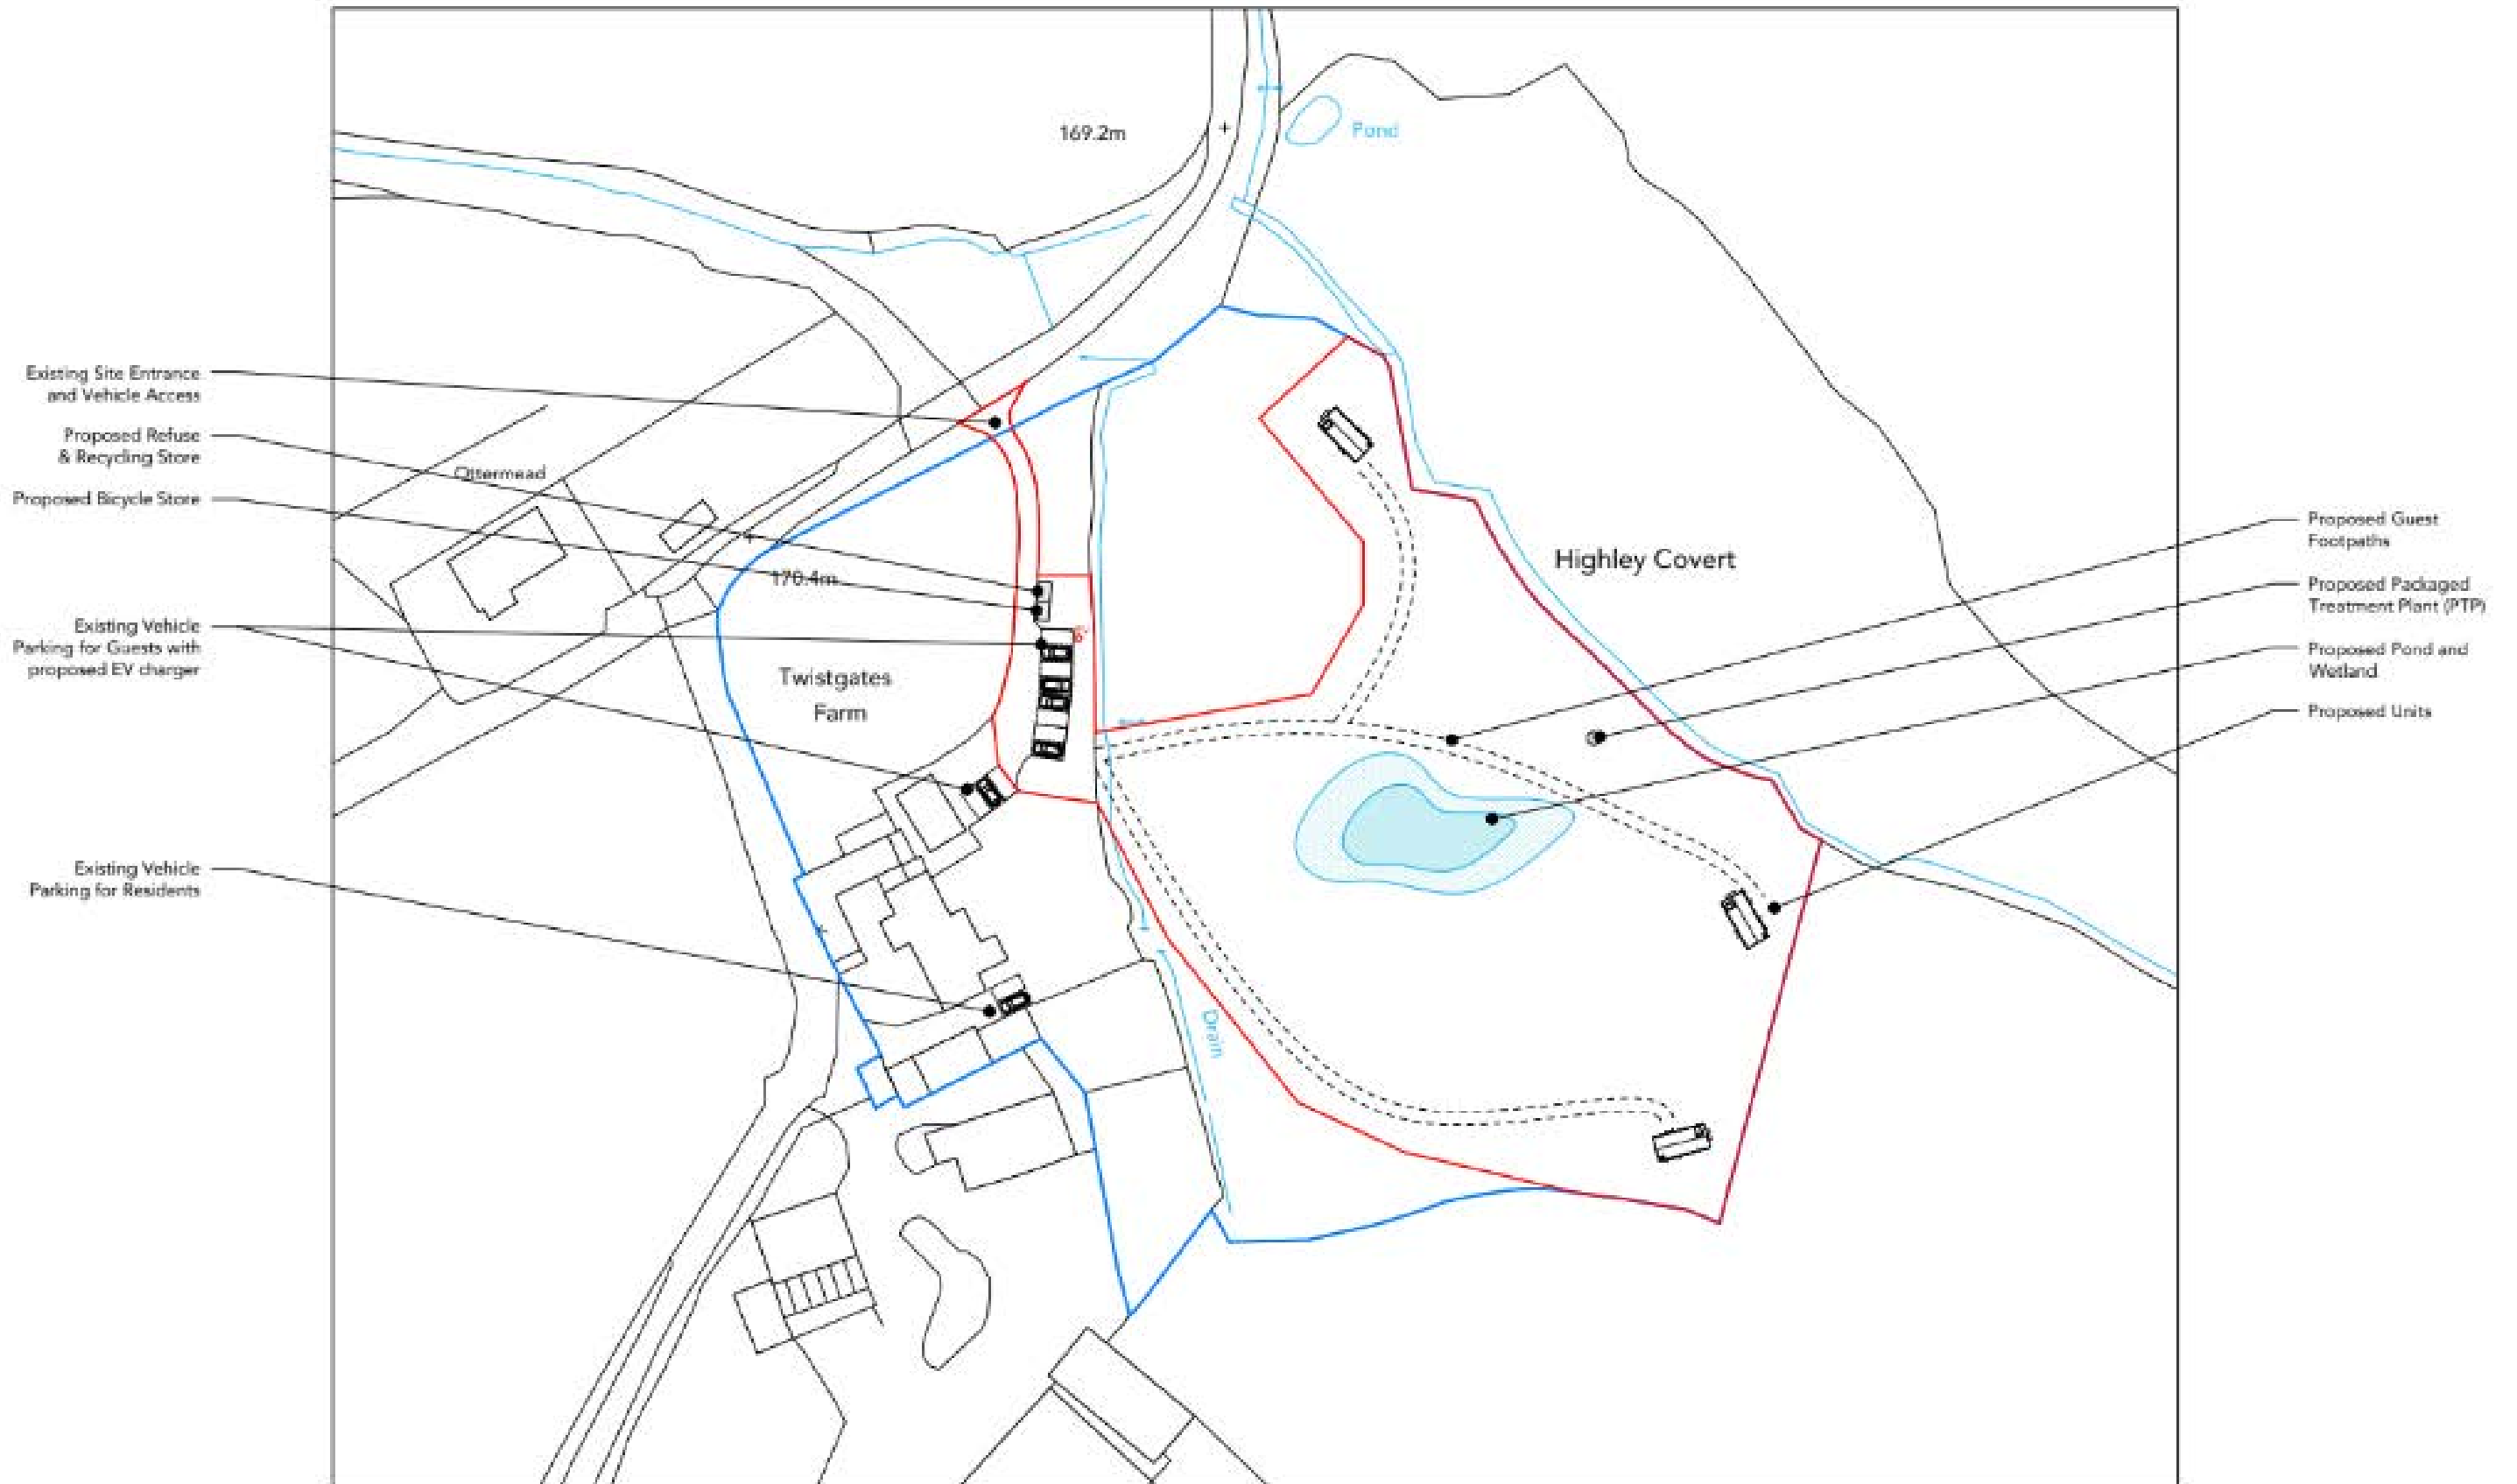 169.2m
Pond
Existing Site Entrance
and Vehicle Access
Proposed Refuse
& Recycling Store
Ottermead
Proposed Bicycle Store
170.4m
Existing Vehicle
Parking for Guests with
proposed EV charger
Twistgates
Farm
Existing Vehicle
Parking for Residents
Drain
Highley Covert
Proposed Guest
Footpaths
Proposed Packaged
Treatment Plant (PTP)
Proposed Pond and
Wetland
Proposed Units